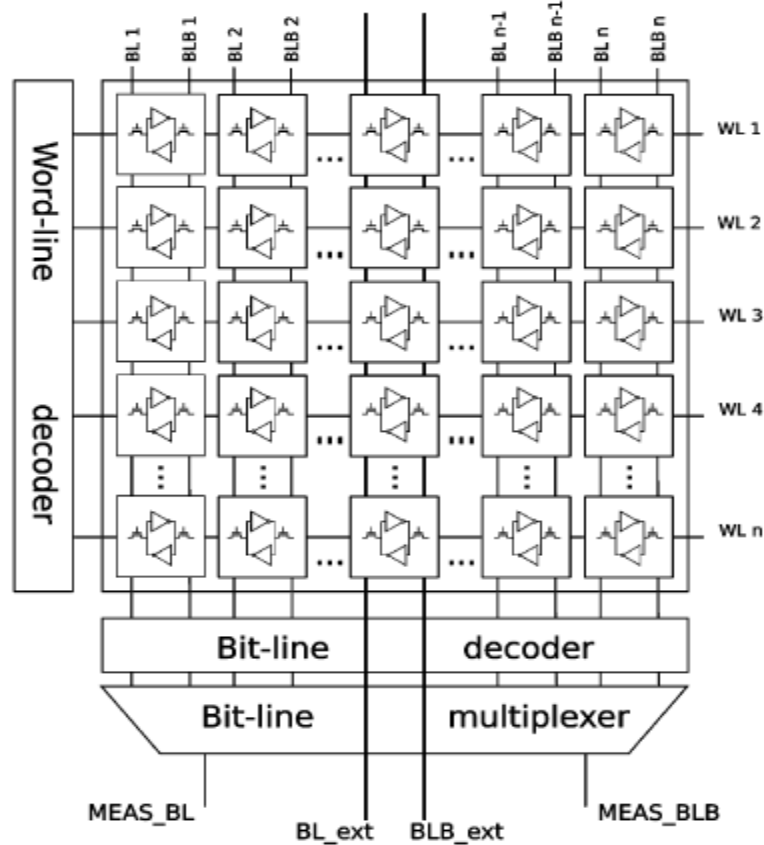 BL 1
BLB 1
BL 2
BLB 2
BL n-1
BLB n-1
BL n
BLB n
WL 1
WL 2
WL 3
WL 4
WL n
Word-line decoder
...
Bit-line decoder
Bit-line multiplexer
MEAS_BL
MEAS_BLB
BL_ext
BLB_ext